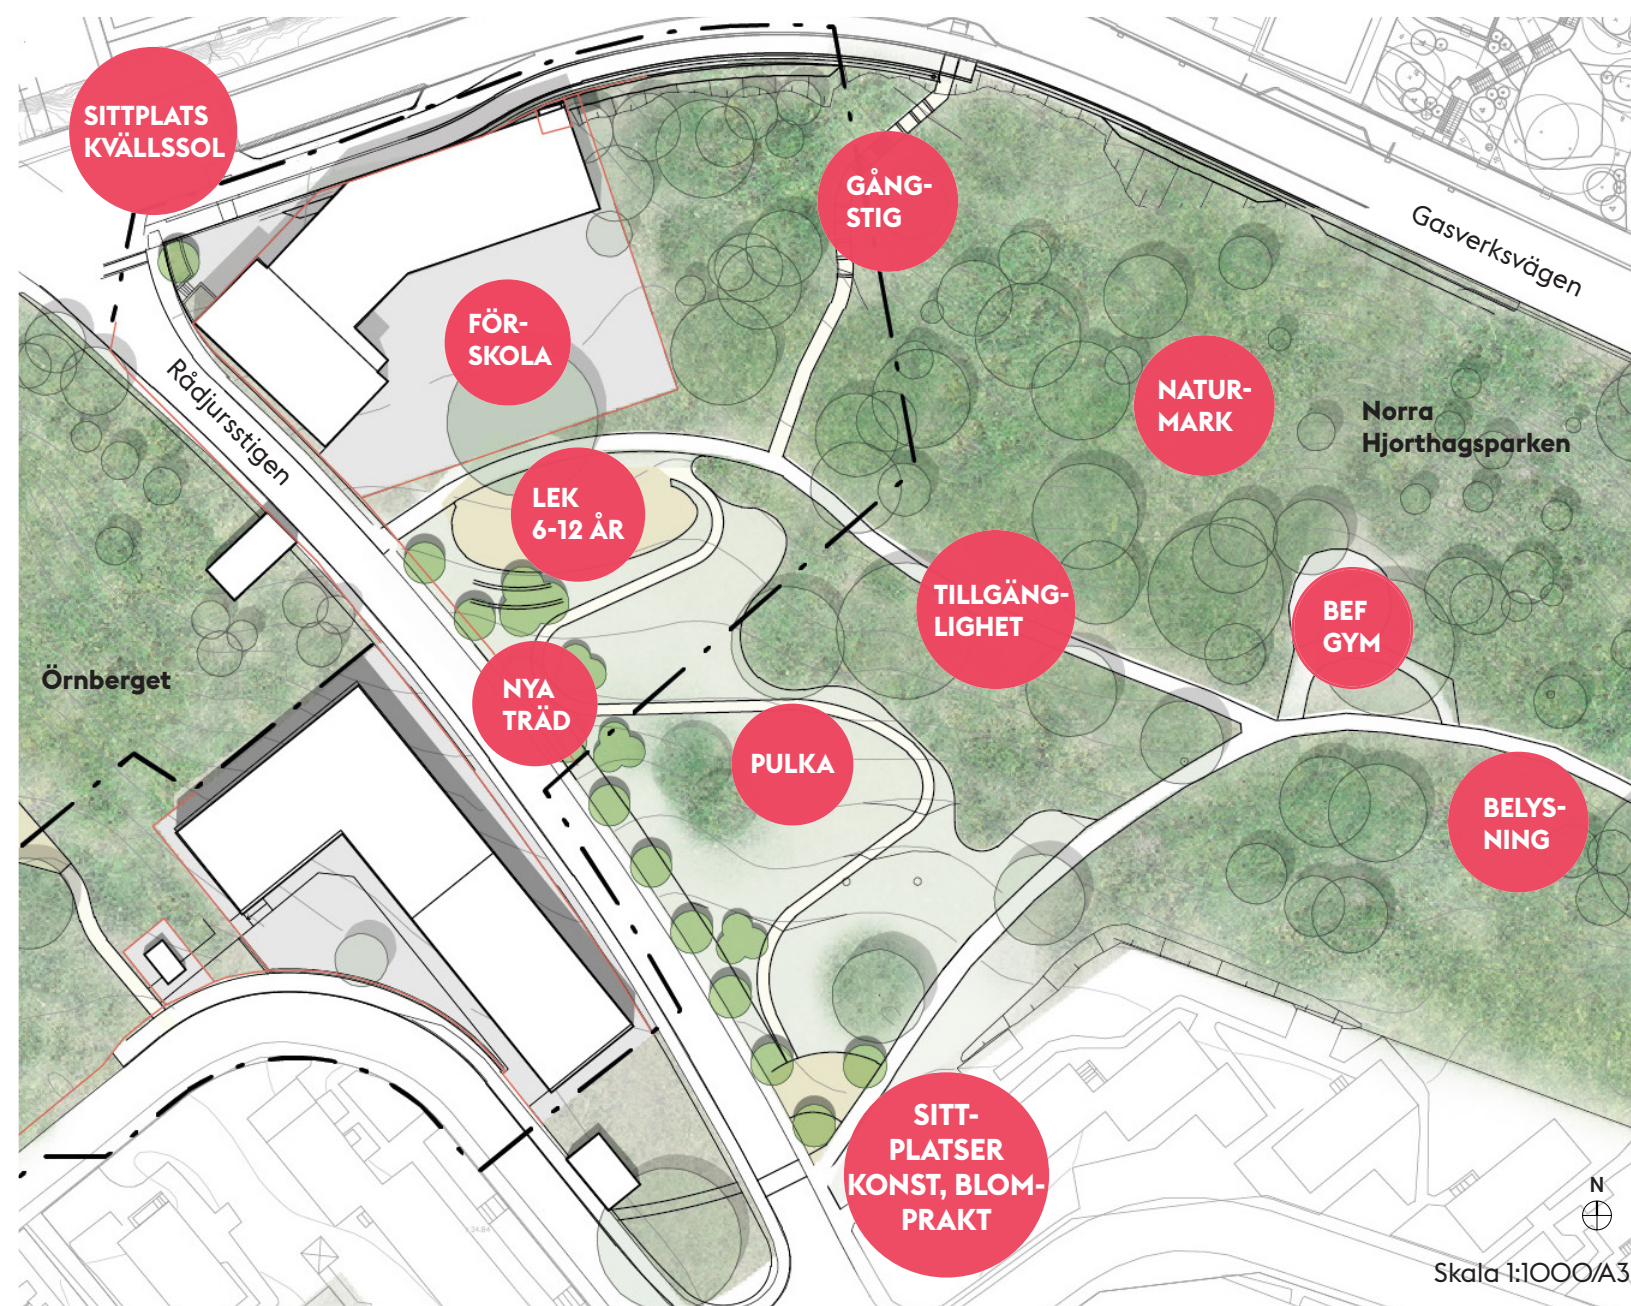 SITTPLATS
KVÄLLSSOL
GÅNG-
STIG
Gasverksvägen
FÖR-
SKOLA
Rådjursstigen
NATUR-
MARK
Norra
Hjorthagsparken
LEK
6-12 ÅR
TILLGÄNG-
LIGHET
BEF
GYM
Örnberget
NYA
TRÄD
PULKA
BELYS-
NING
SITT-
PLATSER
KONST, BLOM-
PRAKT
N
Skala 1:1000/A3